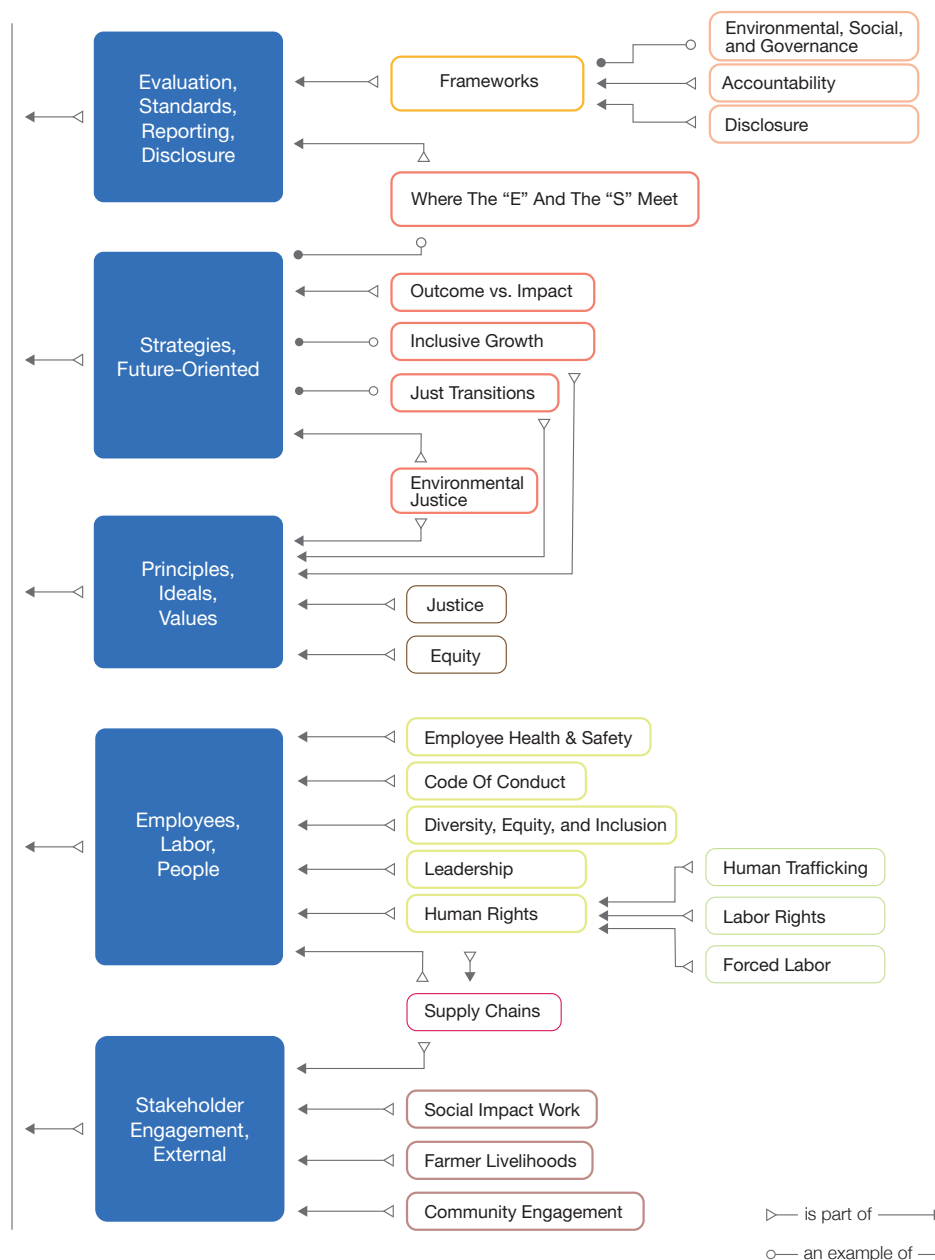 Environmental, Social,
and Governance
Evaluation,
Standards,
Reporting,
Disclosure
Frameworks
Accountability
Disclosure
Where The “E” And The “S” Meet
Strategies,
Future-Oriented
Outcome vs. Impact
Inclusive Growth
Just Transitions
Environmental
Justice
Principles,
Ideals,
Values
Justice
Equity
Employees,
Labor,
People
Employee Health & Safety
Code Of Conduct
Diversity, Equity, and Inclusion
Leadership
Human Rights
Human Trafficking
Labor Rights
Forced Labor
Supply Chains
Stakeholder
Engagement,
External
Social Impact Work
Farmer Livelihoods
Community Engagement
is part of
an example of